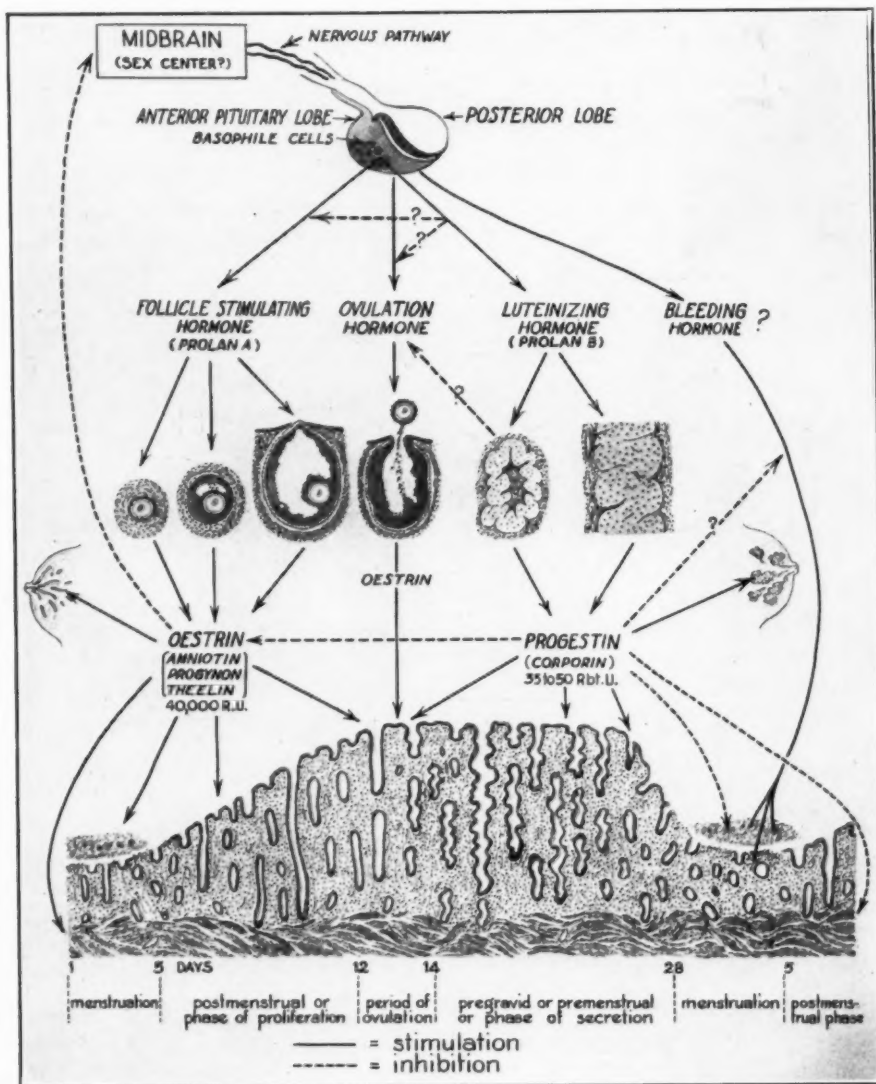 MIDBRAIN
(SEX CENTER?)
NERVOUS PATHWAY
ANTERIOR PITUITARY LOBE
BASOPHILE CELLS
POSTERIOR LOBE
?
?
FOLLICLE STIMULATING
HORMONE
(PROLAN A)
OVULATION
HORMONE
LUTEINIZING
HORMONE
(PROLAN B)
BLEEDING
HORMONE ?
?
?
OESTRIN
OESTRIN
AMNIOTIN
PROGYNON
THEELIN
40,000 R.U.
PROGESTIN
(CORPORIN)
35 to 50 Rbt. U.
1
5
DAYS
12
14
28
5
menstruation
postmenstrual or
phase of proliferation
period of
ovulation
pregravid or premenstrual
or phase of secretion
menstruation
postmens-
trual phase
= stimulation
= inhibition